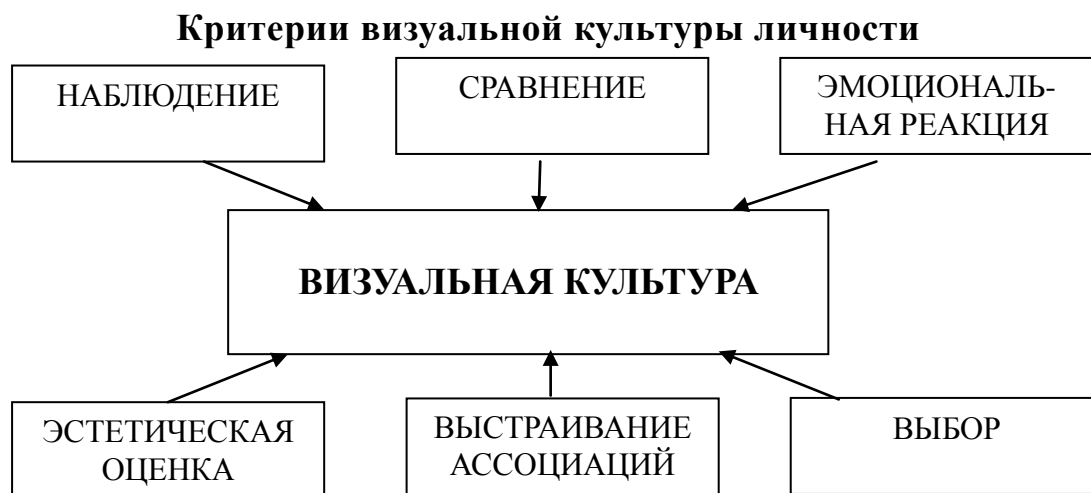 Критерии визуальной культуры личности
НАБЛЮДЕНИЕ
СРАВНЕНИЕ
ЭМОЦИОНАЛЬ-
НАЯ РЕАКЦИЯ
ВИЗУАЛЬНАЯ КУЛЬТУРА
ЭСТЕТИЧЕСКАЯ
ОЦЕНКА
ВЫСТРАИВАНИЕ
АССОЦИАЦИЙ
ВЫБОР